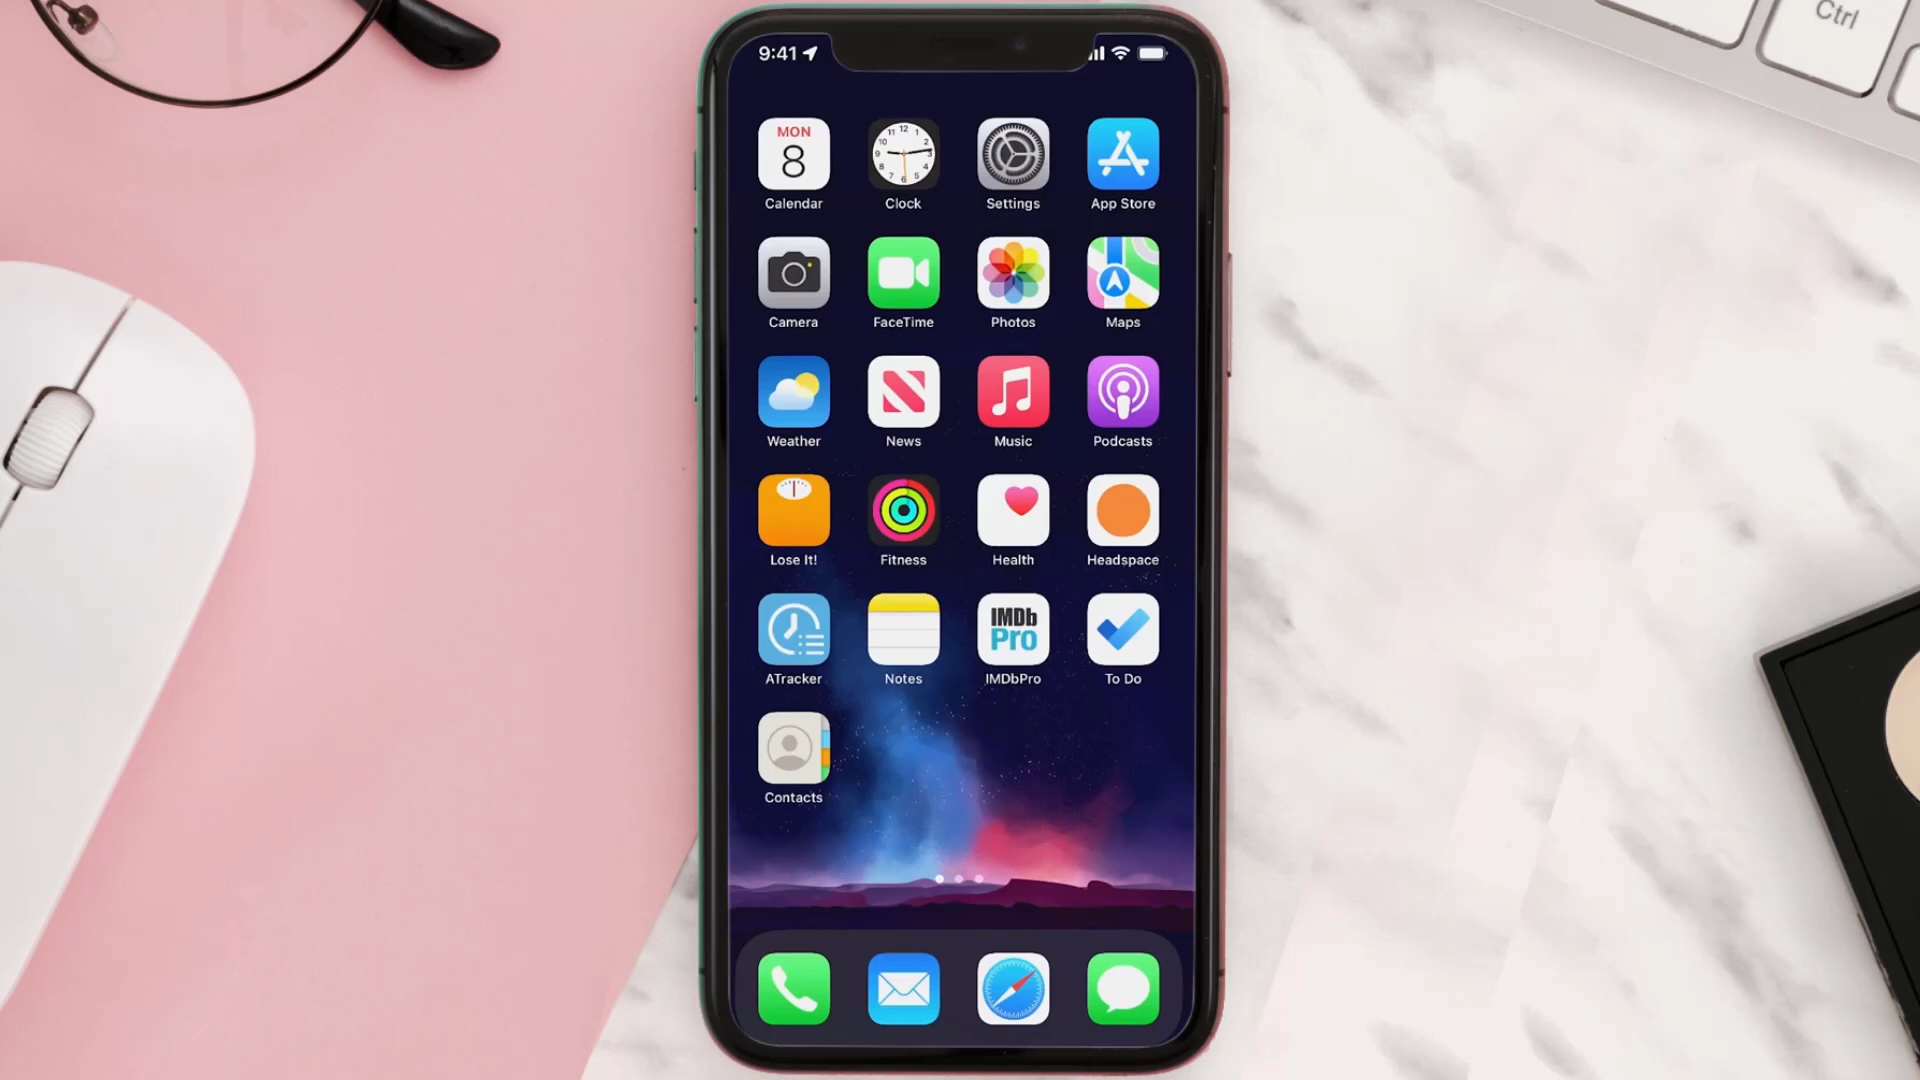 Ctrl
9:41
MON
8
Calendar
Clock
Settings
App Store
Camera
FaceTime
Photos
Maps
Weather
News
Music
Podcasts
Lose It!
Fitness
Health
Headspace
IMDb
Pro
ATracker
Notes
IMDbPro
To Do
Contacts